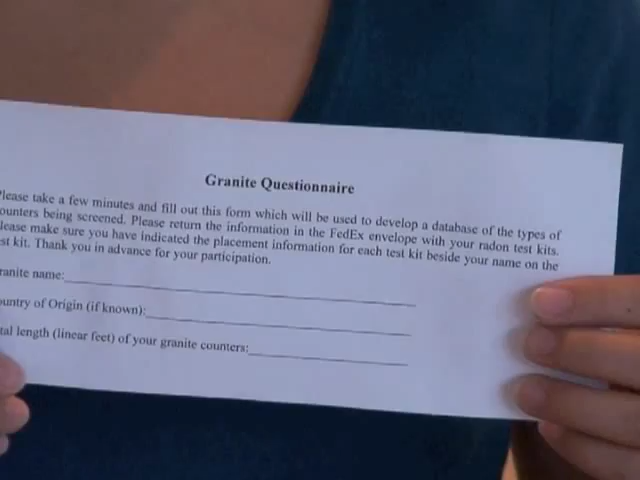 Granite Questionnaire
Please take a few minutes and fill out this form which will be used to develop a database of the types of
ounters being screened. Please return the information in the FedEx envelope with your radon test kits.
lease make sure you have indicated the placement information for each test kit beside your name on the
st kit. Thank you in advance for your participation.
ranite name:
ountry of Origin (if known):
tal length (linear feet) of your granite counters: